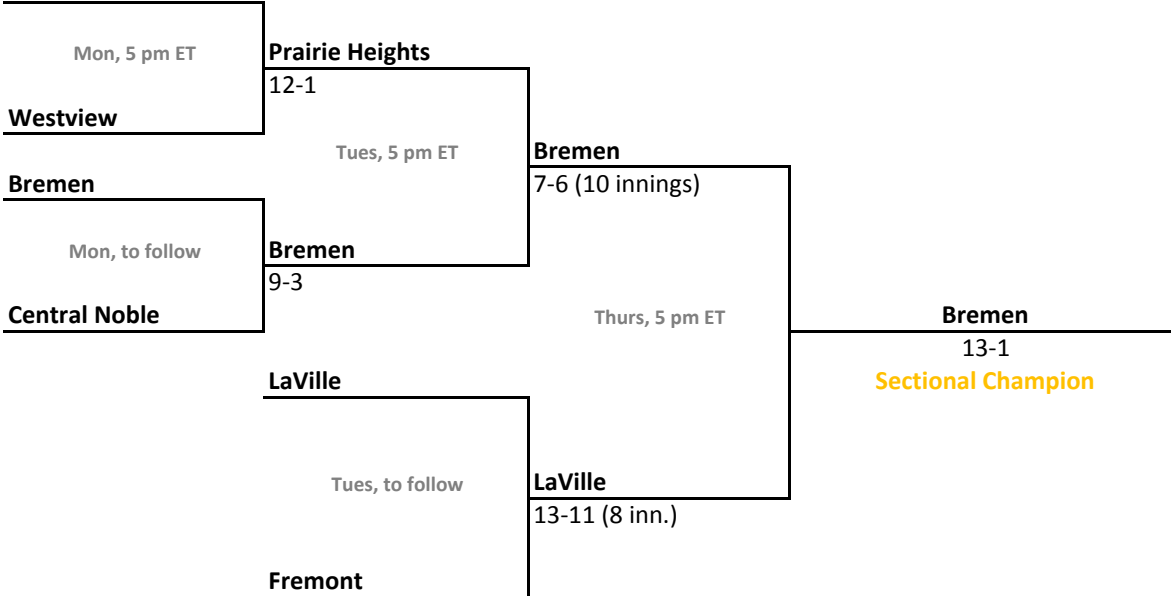 Mon, 5 pm ET
Prairie Heights
12-1
Westview
Tues, 5 pm ET
Bremen
7-6 (10 innings)
Bremen
Mon, to follow
Bremen
9-3
Central Noble
Thurs, 5 pm ET
Bremen
13-1
Sectional Champion
LaVille
Tues, to follow
LaVille
13-11 (8 inn.)
Fremont